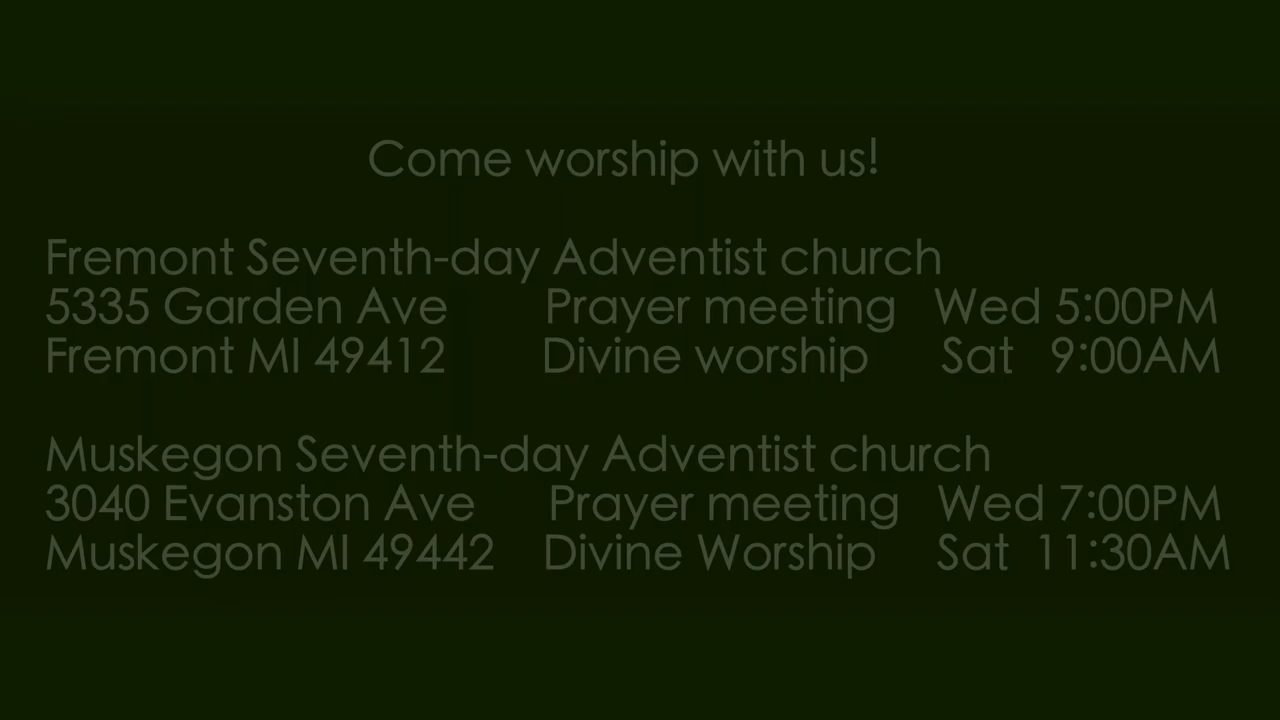 Come worship with us!
Fremont Seventh-day Adventist church
5335 Garden Ave Prayer meeting Wed 5:00PM
Fremont MI 49412 Divine worship Sat 9:00AM
Muskegon Seventh-day Adventist church
3040 Evanston Ave Prayer meeting Wed 7:00PM
Muskegon MI 49442 Divine Worship Sat 11:30AM